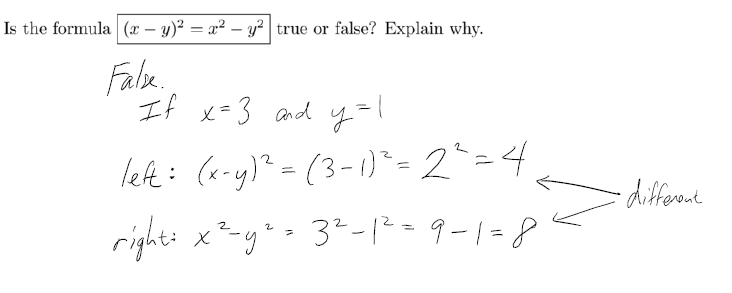 Is the formula (x − y)² = x² − y² true or false? Explain why.
False.
If x=3 and y=1
left: (x-y)² = (3-1)² = 2² = 4
different
right: x²-y² = 3²-1² = 9-1=8